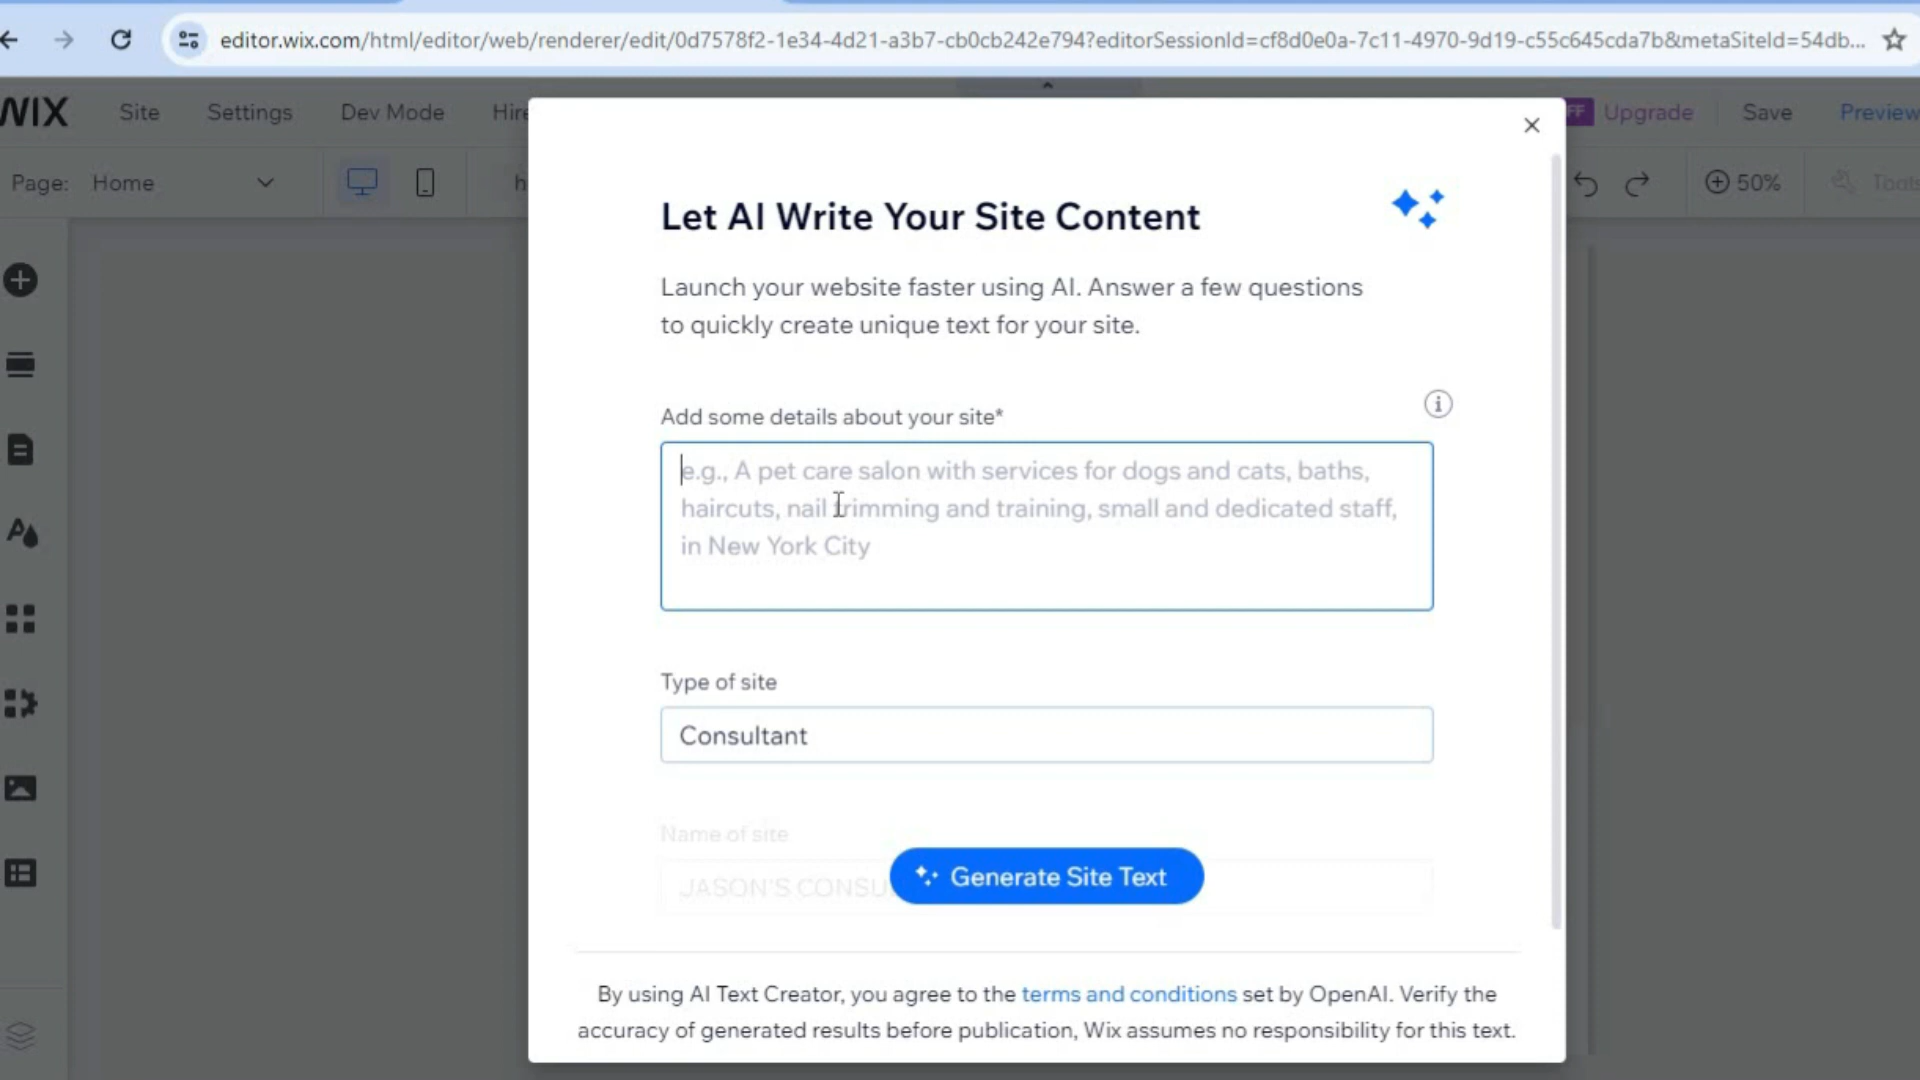 editor.wix.com/html/editor/web/renderer/edit/0d7578f2-1e34-4d21-a3b7-cb0cb242e794?editorSessionId=cf8d0e0a-7c11-4970-9d19-c55c645cda7b&metaSiteId=54db...
WIX Site Settings Dev Mode Hire Upgrade Save Preview
Page: Home 50% Tools
Let AI Write Your Site Content
Launch your website faster using AI. Answer a few questions
to quickly create unique text for your site.
Add some details about your site*
e.g., A pet care salon with services for dogs and cats, baths,
haircuts, nail trimming and training, small and dedicated staff,
in New York City
Type of site
Consultant
Name of site
JASON'S CONSU
Generate Site Text
By using AI Text Creator, you agree to the terms and conditions set by OpenAI. Verify the
accuracy of generated results before publication, Wix assumes no responsibility for this text.